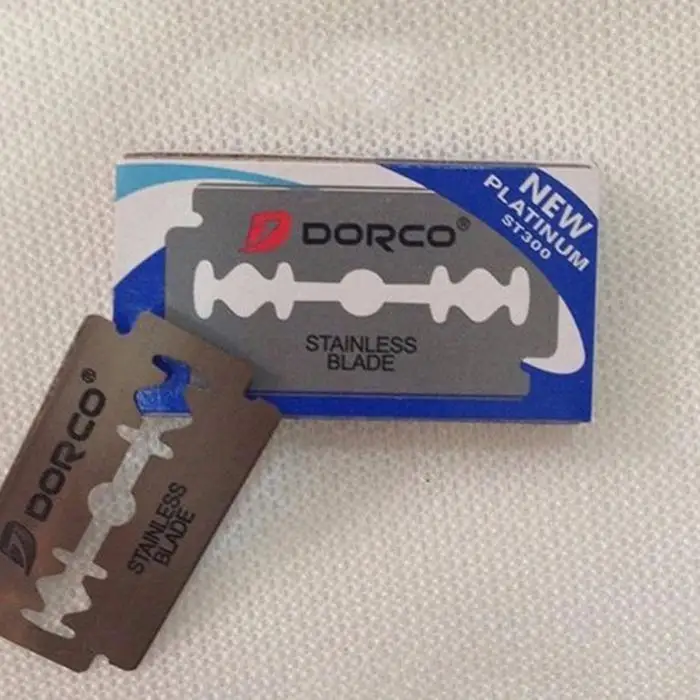 NEW
PLATINUM
ST300
DORCO®
STAINLESS
BLADE
DORCO®
STAINLESS
BLADE